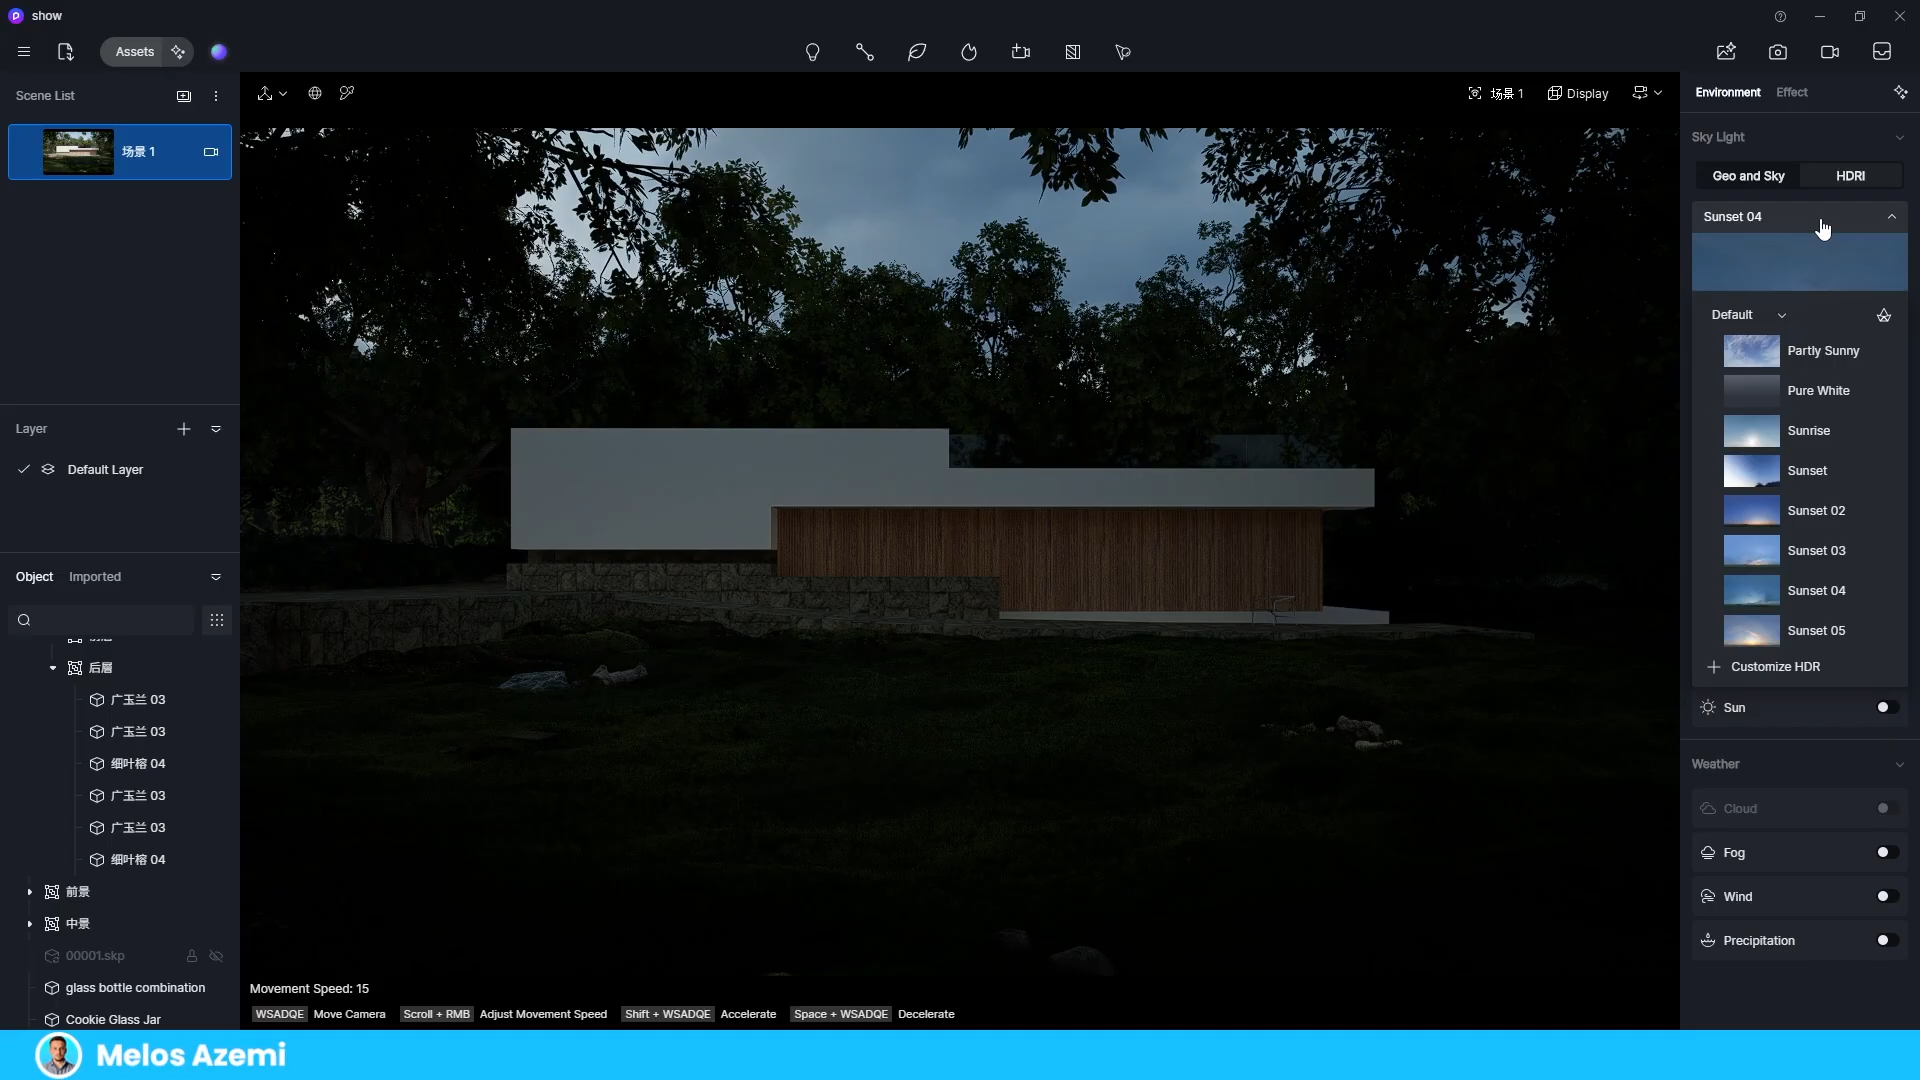 show
Assets
Scene List
场景 1
Layer
Default Layer
Object
Imported
后層
广玉兰 03
广玉兰 03
细叶榕 04
广玉兰 03
广玉兰 03
细叶榕 04
前景
中景
00001.skp
glass bottle combination
Cookie Glass Jar
场景 1
Display
Movement Speed: 15
WSADQE Move Camera Scroll + RMB Adjust Movement Speed Shift + WSADQE Accelerate Space + WSADQE Decelerate
Environment
Effect
Sky Light
Geo and Sky
HDRI
Sunset 04
Default
Partly Sunny
Pure White
Sunrise
Sunset
Sunset 02
Sunset 03
Sunset 04
Sunset 05
Customize HDR
Sun
Weather
Cloud
Fog
Wind
Precipitation
Melos Azemi